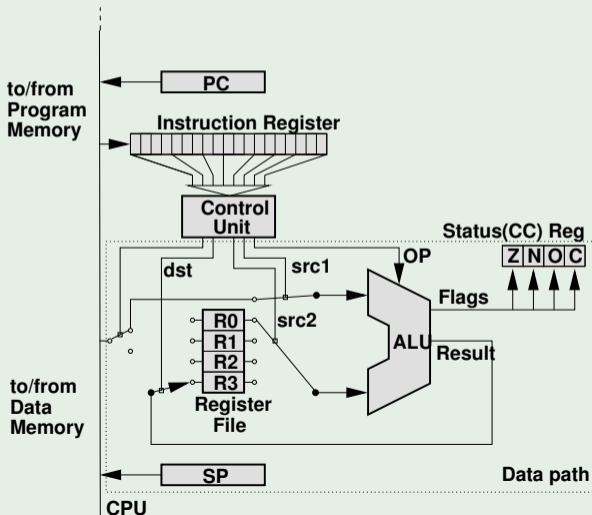 PC
to/from
Program
Memory
Instruction Register
Control
Unit
Status(CC) Reg
Z N O C
dst
src1
OP
Flags
R0
src2
R1
ALU
Result
R2
R3
Register
File
to/from
Data
Memory
SP
Data path
CPU